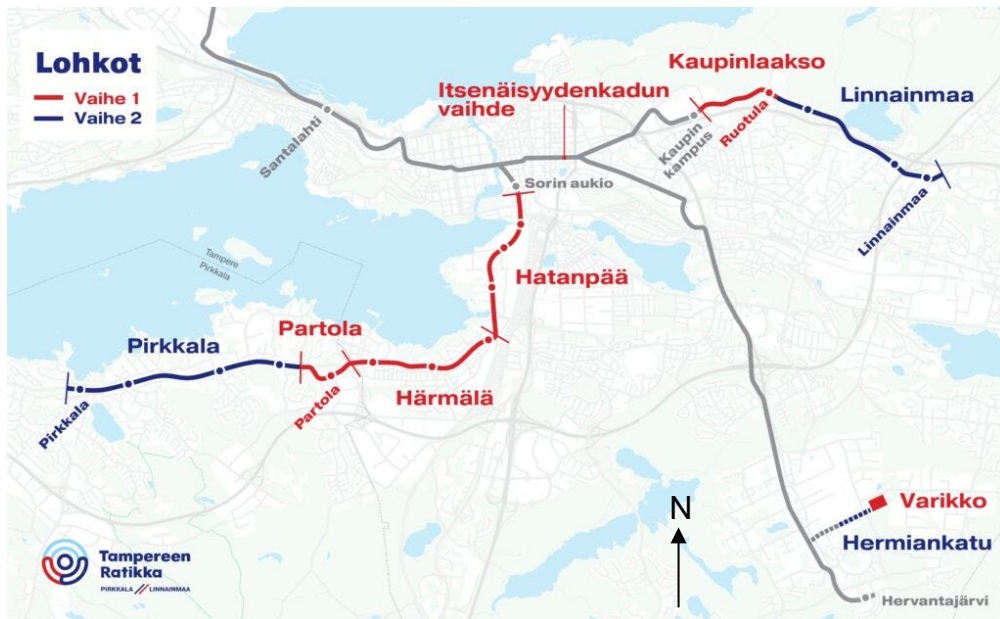 Lohkot
Vaihe 1
Vaihe 2
Kaupinlaakso
Itsenäisyydenkadun
vaihde
Linnainmaa
Ruotula
Kaupin
kampus
Santalahti
Sorin aukio
Linnainmaa
Tampere
Pirkkala
Hatanpää
Partola
Pirkkala
Härmälä
Partola
Pirkkala
N
Varikko
Hermiankatu
Tampereen
Ratikka
PIRKKALA // LINNAINMAA
Hervantajärvi